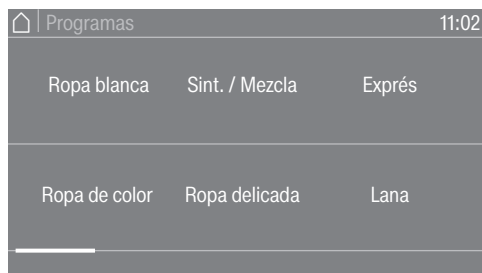 Programas 11:02
Ropa blanca Sint. / Mezcla Exprés
Ropa de color Ropa delicada Lana